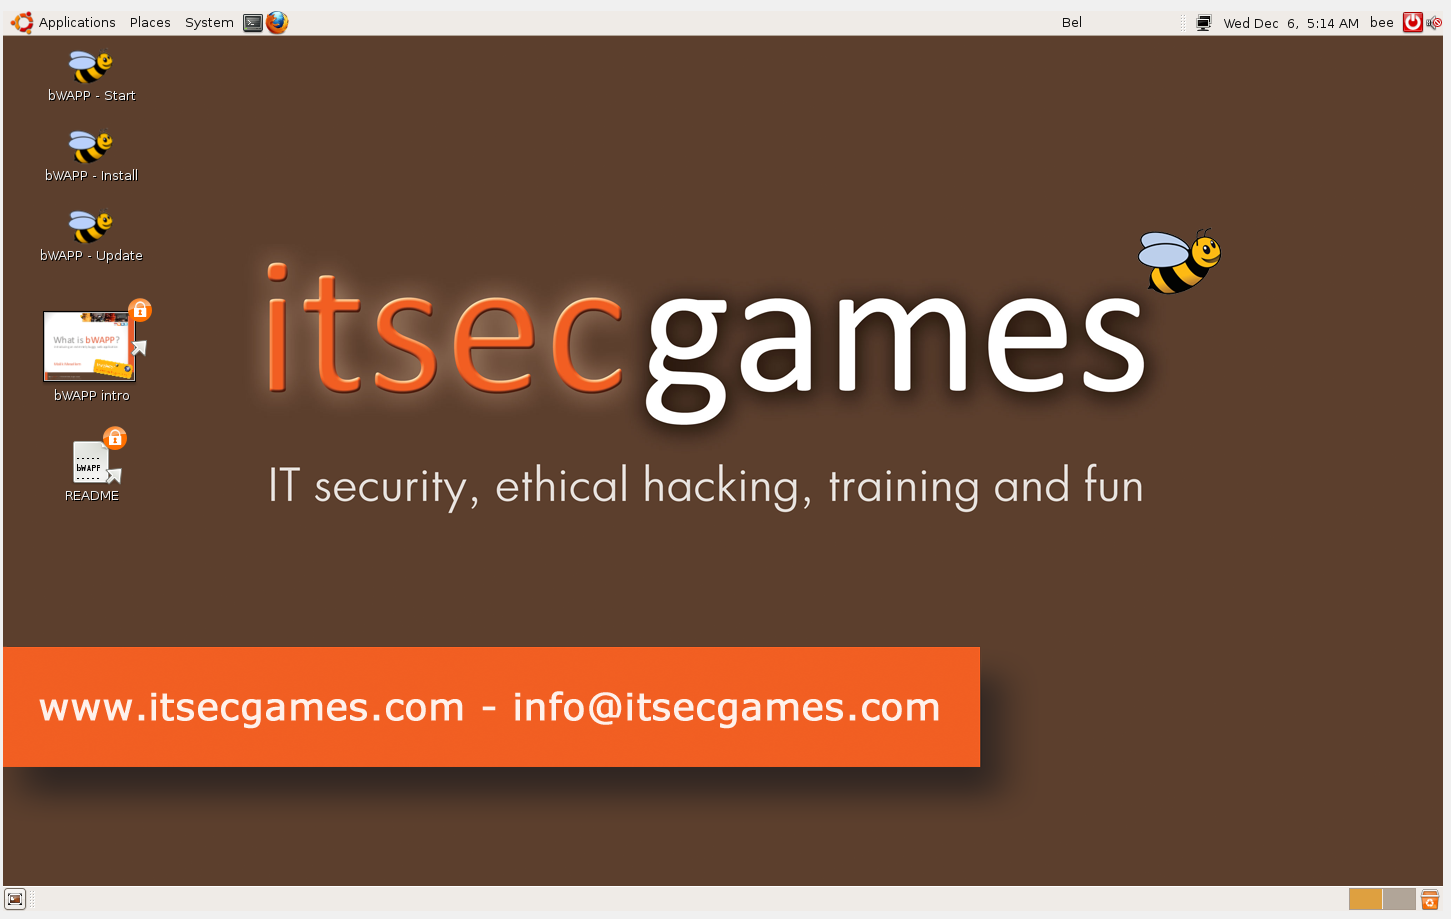 Applications Places System Bel Wed Dec 6, 5:14 AM bee
bWAPP - Start
bWAPP - Install
bWAPP - Update
What is bWAPP?
bWAPP intro
bWAPP
README
itsecgames
IT security, ethical hacking, training and fun
www.itsecgames.com - info@itsecgames.com